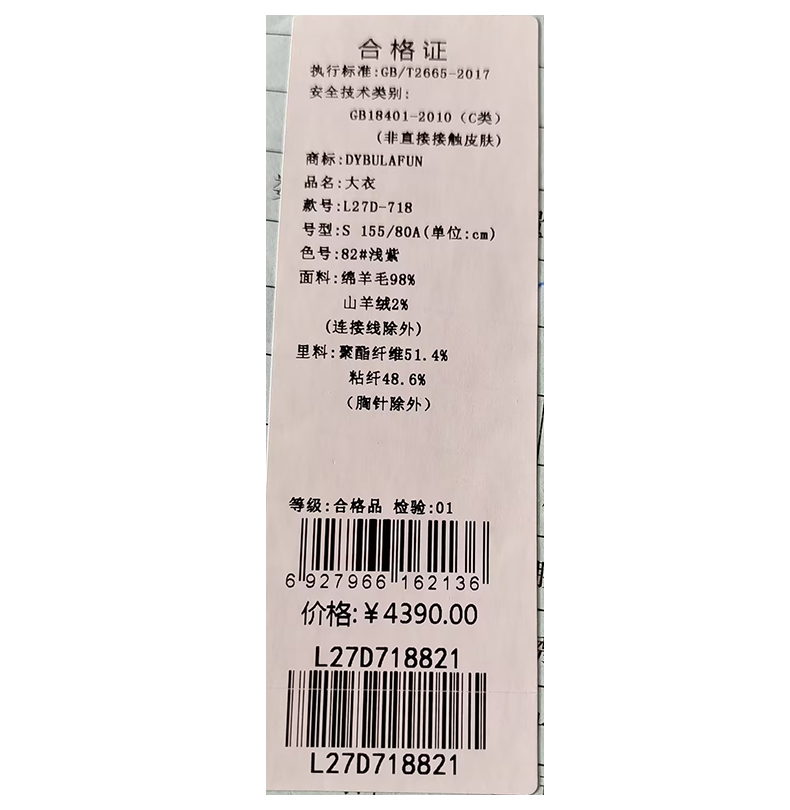 合格证
执行标准:GB/T2665-2017
安全技术类别:
GB18401-2010（C类）
(非直接接触皮肤)
商标:DYBULAFUN
品名:大衣
款号:L27D-718
号型:S 155/80A(单位:cm)
色号:82#浅紫
面料:绵羊毛98%
山羊绒2%
(连接线除外)
里料:聚酯纤维51.4%
粘纤48.6%
（胸针除外）
等级:合格品 检验:01
6 927966 162136
价格:￥4390.00
L27D718821
L27D718821